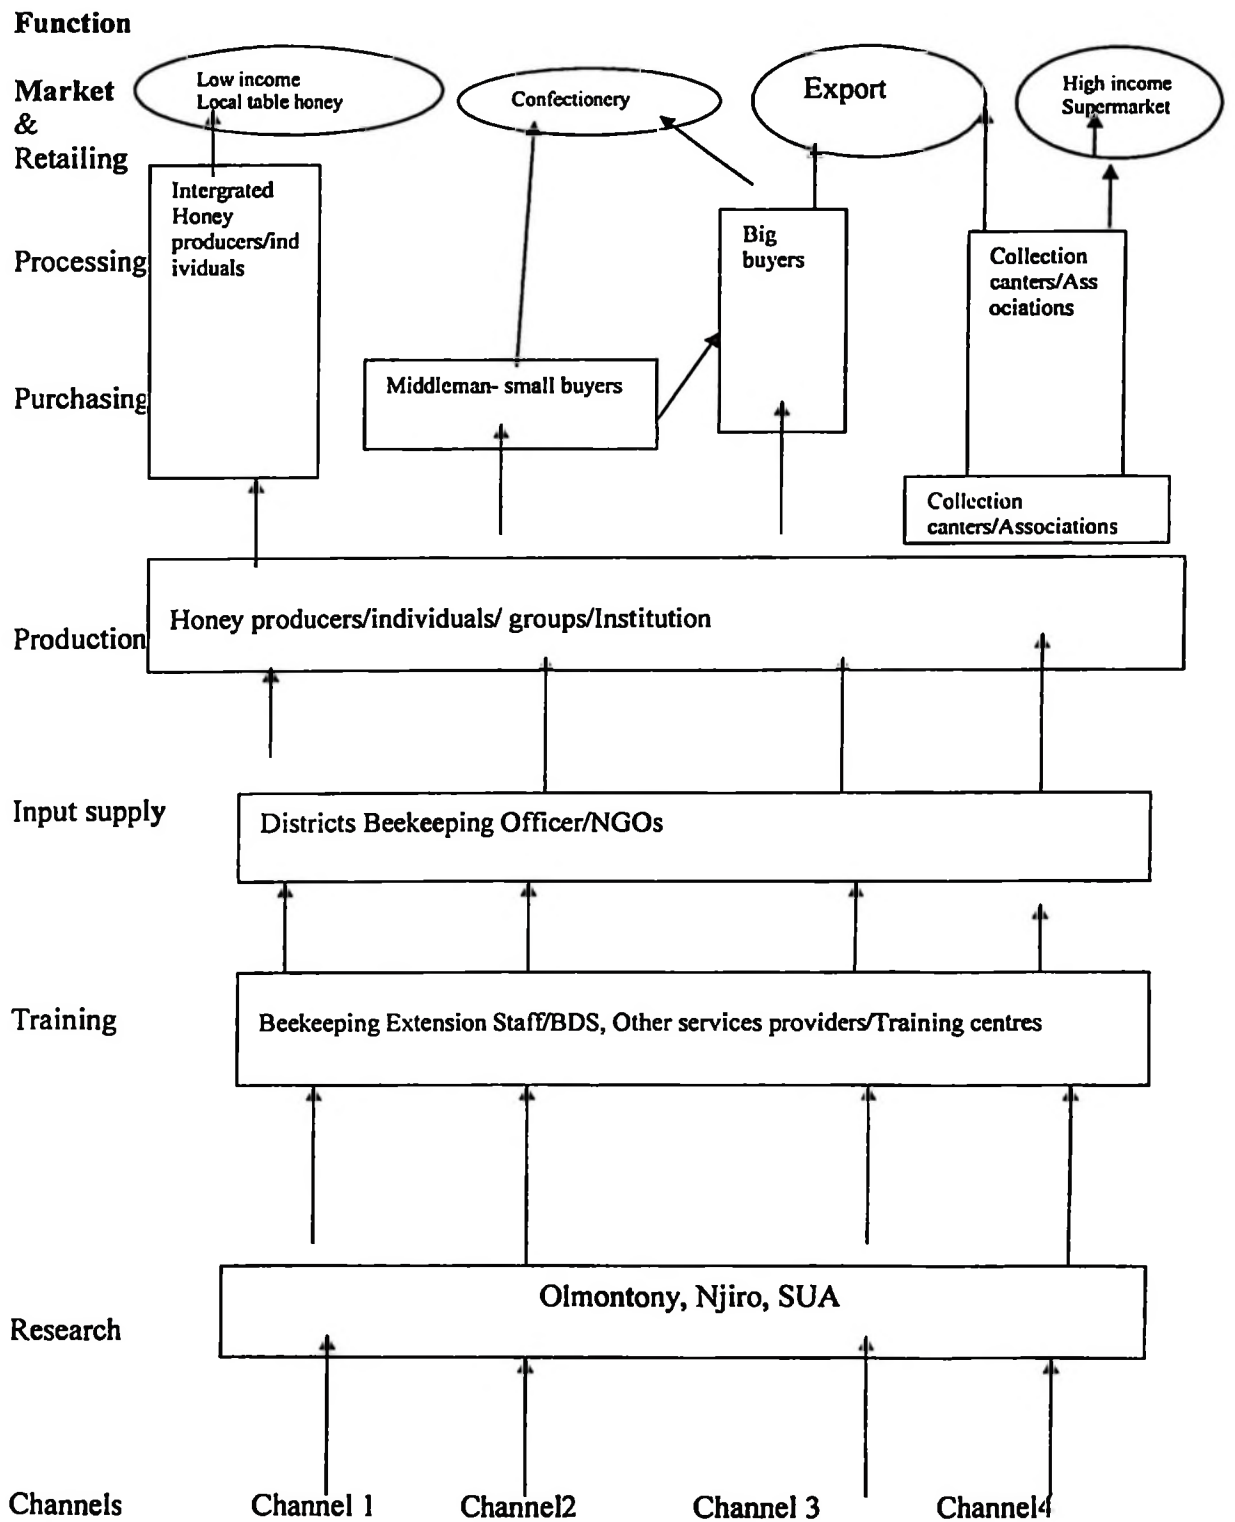 Function
Low income
Local table honey
Confectionery
Export
High income
Supermarket
Market
&
Retailing
Intergrated
Honey
producers/ind
ividuals
Big
buyers
Collection
canters/Ass
ociations
Processing
Middleman- small buyers
Purchasing
Collection
canters/Associations
Honey producers/individuals/ groups/Institution
Production
Input supply
Districts Beekeeping Officer/NGOs
Training
Beekeeping Extension Staff/BDS, Other services providers/Training centres
Olmontony, Njiro, SUA
Research
Channels
Channel 1
Channel2
Channel 3
Channel4